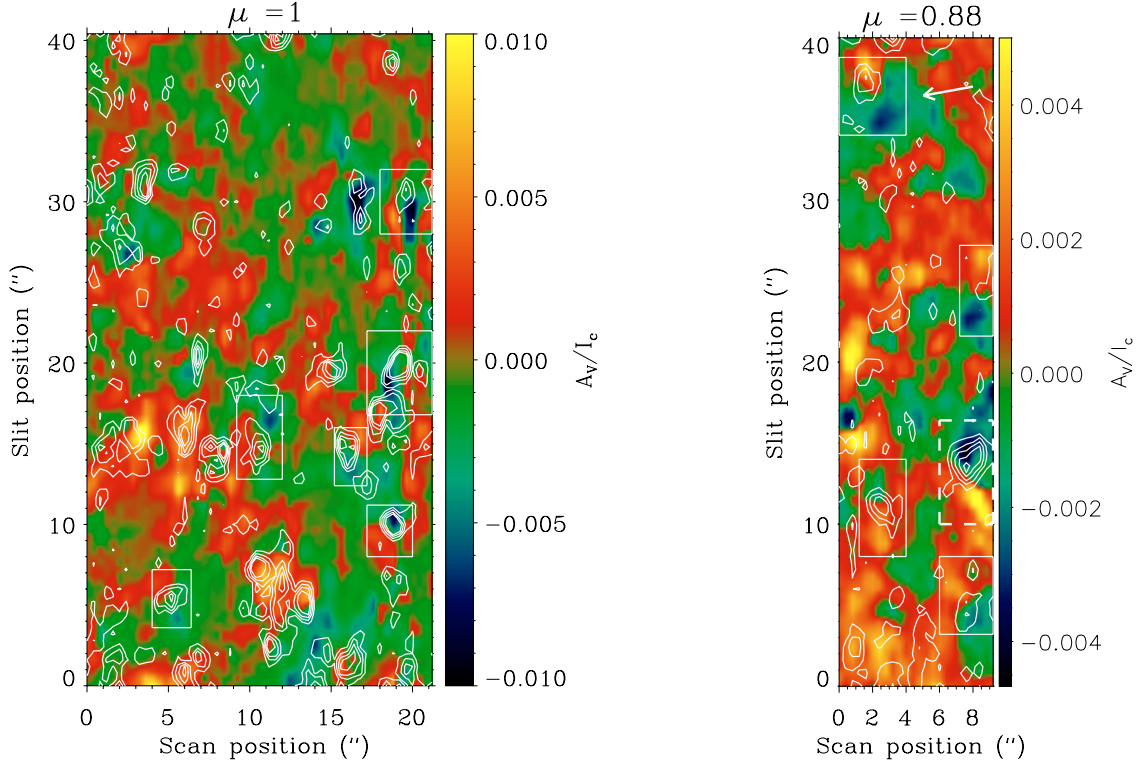 μ =1
40
30
20
10
0
Slit position (″)
0 5 10 15 20
Scan position (″)
0.010
0.005
0.000
−0.005
−0.010
A_V/I_c
μ =0.88
40
30
20
10
0
Slit position (″)
0 2 4 6 8
Scan position (″)
0.004
0.002
0.000
−0.002
−0.004
A_V/I_c